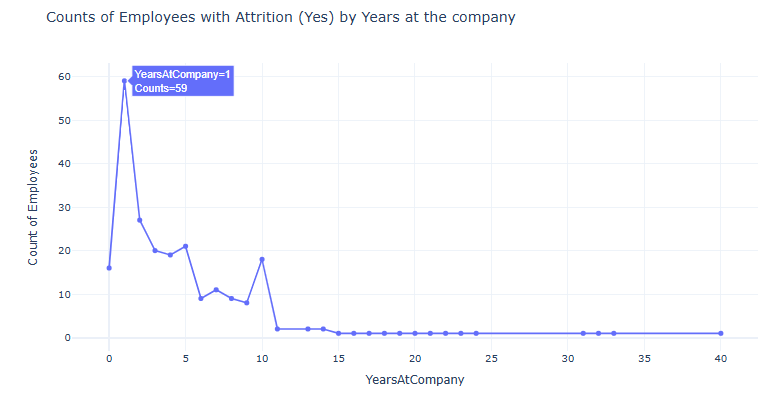 Counts of Employees with Attrition (Yes) by Years at the company
YearsAtCompany=1
Counts=59
60
50
40
30
20
10
0
Count of Employees
0 5 10 15 20 25 30 35 40
YearsAtCompany